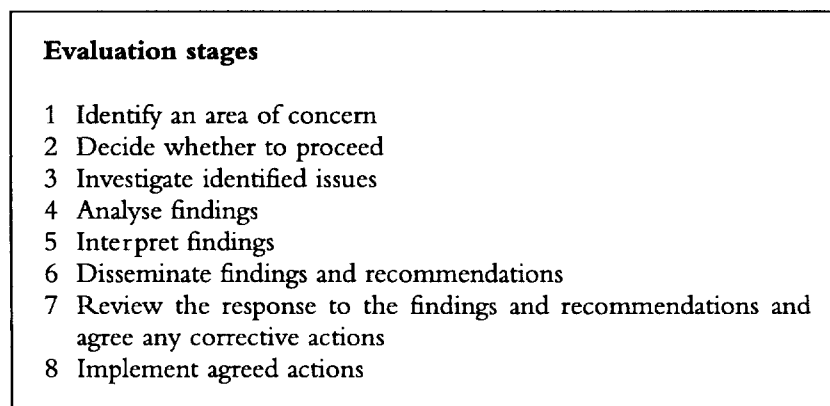 Evaluation stages
1 Identify an area of concern
2 Decide whether to proceed
3 Investigate identified issues
4 Analyse findings
5 Interpret findings
6 Disseminate findings and recommendations
7 Review the response to the findings and recommendations and
agree any corrective actions
8 Implement agreed actions